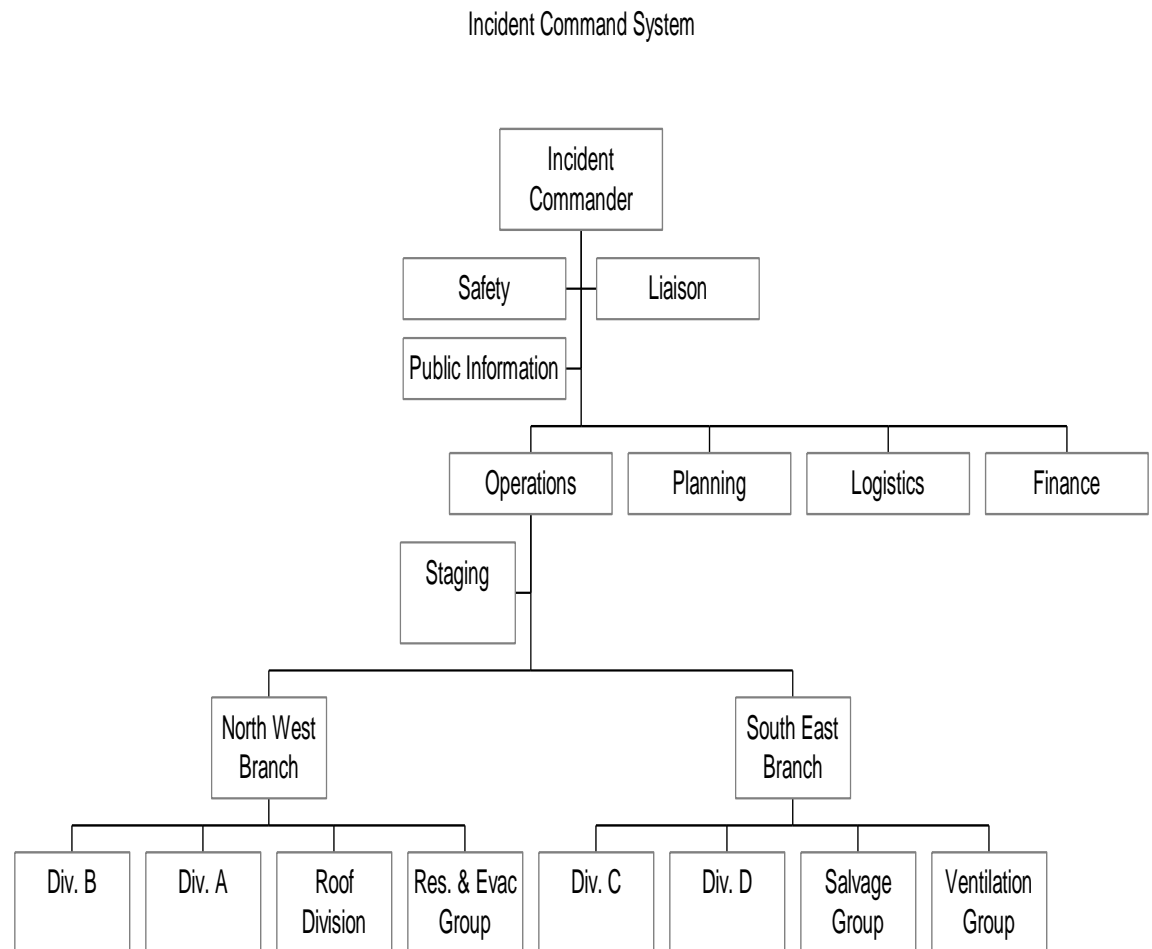 Incident Command System
Incident
Commander
Safety
Liaison
Public Information
Operations
Planning
Logistics
Finance
Staging
North West
Branch
South East
Branch
Div. B
Div. A
Roof
Division
Res. & Evac
Group
Div. C
Div. D
Salvage
Group
Ventilation
Group